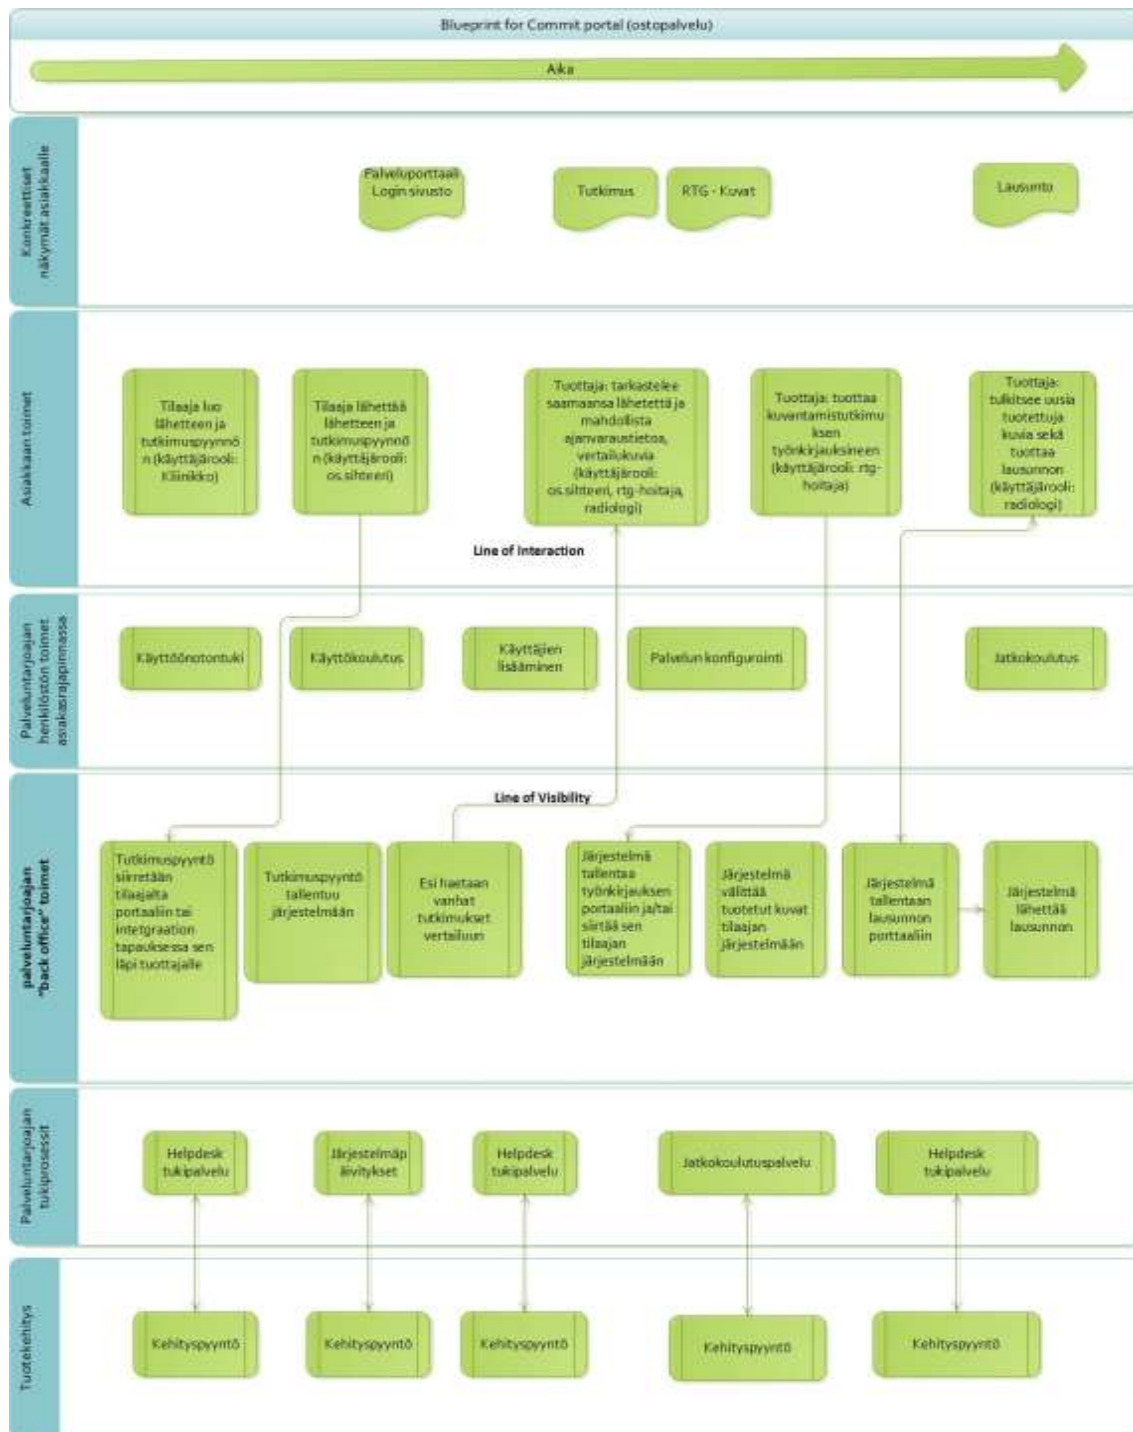 Blueprint for Commit portal (ostopalvelu)
Aika
Konkreettiset
näkymät asiakkaalle
Palveluporttaali
Login sivusto
Tutkimus
RTG - Kuvat
Lausunto
Asiakkaan toimet
Tilaaja luo
lähetteen ja
tutkimuspyynnö
n (käyttäjärooli:
Kliinikko)
Tilaaja lähettää
lähetteen ja
tutkimuspyynnö
n (käyttäjärooli:
os.sihteeri)
Tuottaja: tarkastelee
saamaansa lähetettä ja
mahdollista
ajanvaraustietoa,
vertailukuvia
(käyttäjärooli:
os.sihteeri, rtg-hoitaja,
radiologi)
Tuottaja: tuottaa
kuvantamistutkimu
ksen
työnkirjauksineen
(käyttäjärooli: rtg-
hoitaja)
Tuottaja:
tulkitsee uusia
tuotettuja
kuvia sekä
tuottaa
lausunnon
(käyttäjärooli:
radiologi)
Line of Interaction
Palveluntarjoajan
henkilöstön toimet
asiakasrajapinnassa
Käyttöönotontuki
Käyttökoulutus
Käyttäjien
lisääminen
Palvelun konfigurointi
Jatkokoulutus
Line of Visibility
palveluntarjoajan
"back office" toimet
Tutkimuspyyntö
siirretään
tilaajalta
portaaliin tai
intetgraation
tapauksessa sen
läpi tuottajalle
Tutkimuspyyntö
tallentuu
järjestelmään
Esi haetaan
vanhat
tutkimukset
vertailuun
Järjestelmä
tallentaa
työnkirjauksen
portaaliin ja/tai
siirtää sen
tilaajan
järjestelmään
Järjestelmä
välittää
tuotetut kuvat
tilaajan
järjestelmään
Järjestelmä
tallentaan
lausunnon
porttaaliin
Järjestelmä
lähettää
lausunnon
Palveluntarjoajan
tukiprosessit
Helpdesk
tukipalvelu
Järjestelmäp
äivitykset
Helpdesk
tukipalvelu
Jatkokoulutuspalvelu
Helpdesk
tukipalvelu
Tuotekehitys
Kehityspyyntö
Kehityspyyntö
Kehityspyyntö
Kehityspyyntö
Kehityspyyntö